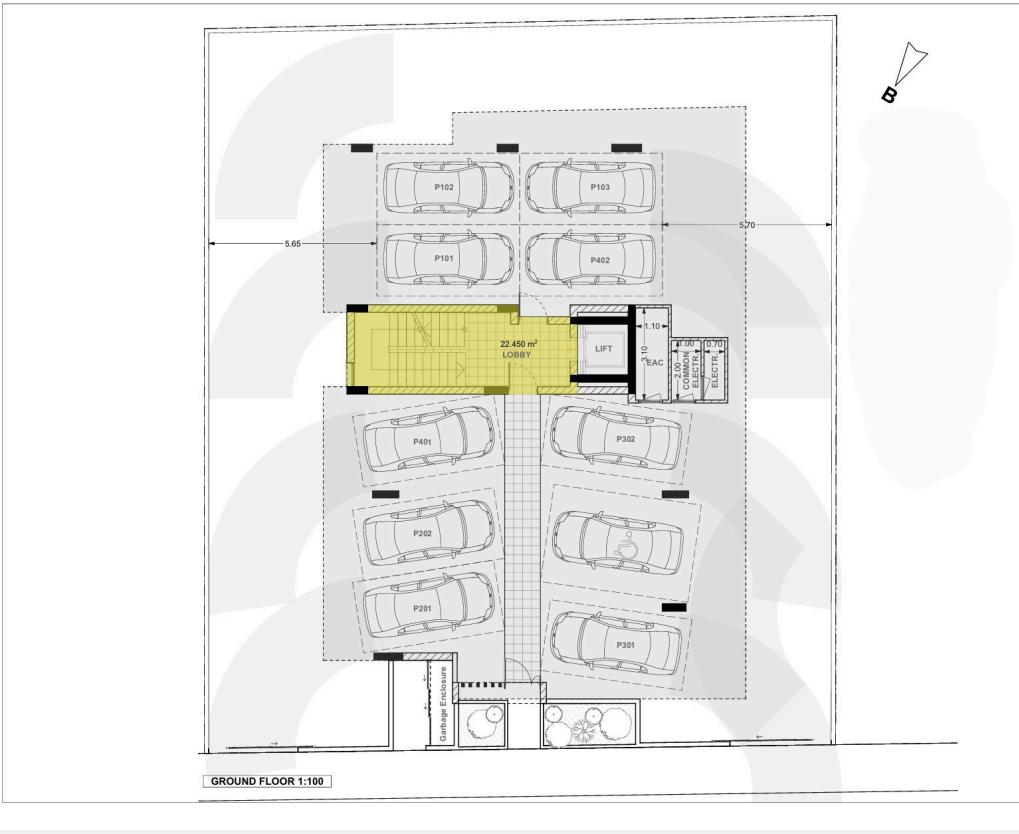 B
P102
P103
5.70
5.65
P101
P402
22.450 m²
LOBBY
LIFT
1.10
3.10
EAC
1.00
2.00
COMMON
ELECTR.
0.70
ELECTR.
P401
P302
P202
P201
P301
Garbage Enclosure
GROUND FLOOR 1:100